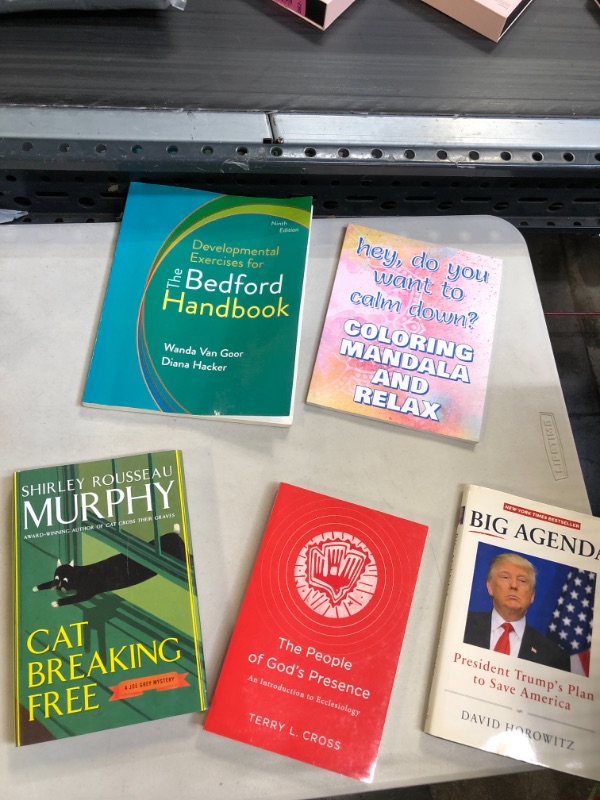 Ninth
Edition
Developmental
Exercises for
The Bedford
Handbook
Wanda Van Goor
Diana Hacker
hey, do you
want to
calm down?
COLORING
MANDALA
AND
RELAX
LIFETIME
SHIRLEY ROUSSEAU
MURPHY
AWARD-WINNING AUTHOR OF CAT CROSS THEIR GRAVES
CAT
BREAKING
FREE
A JOE GREY MYSTERY
The People
of God's Presence
An Introduction to Ecclesiology
TERRY L. CROSS
NEW YORK TIMES BESTSELLER
BIG AGENDA
President Trump's Plan
to Save America
DAVID HOROWITZ